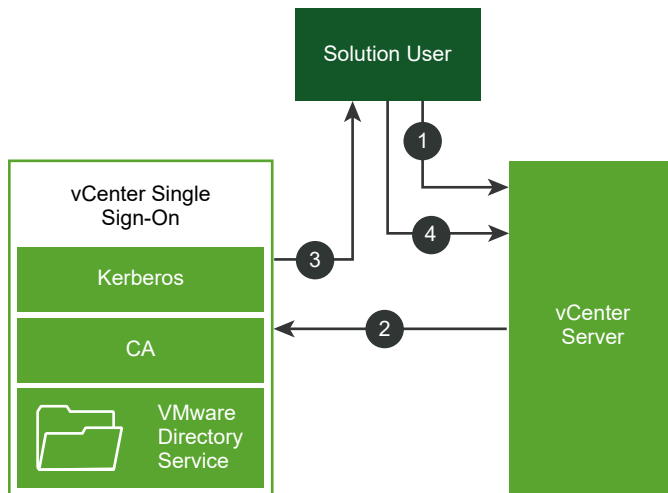 Solution User
1
vCenter Single
Sign-On
4
3
Kerberos
vCenter
Server
2
CA
VMware
Directory
Service